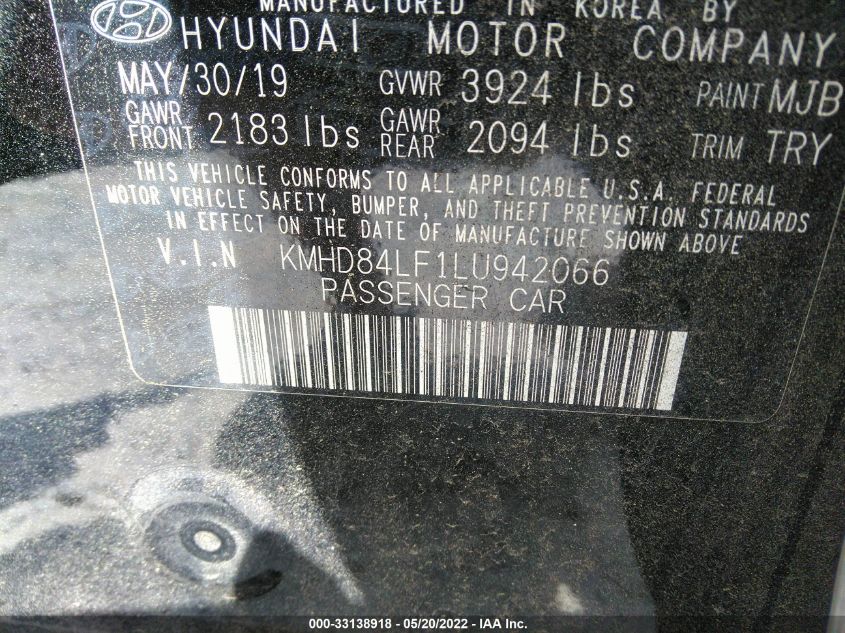 MANUFACTURED IN KOREA BY
HYUNDAI MOTOR COMPANY
MAY/30/19 GVWR 3924 lbs PAINT MJB
GAWR FRONT 2183 lbs GAWR REAR 2094 lbs TRIM TRY
THIS VEHICLE CONFORMS TO ALL APPLICABLE U.S.A. FEDERAL
MOTOR VEHICLE SAFETY, BUMPER, AND THEFT PREVENTION STANDARDS
IN EFFECT ON THE DATE OF MANUFACTURE SHOWN ABOVE.
V.I.N KMHD84LF1LU942066
PASSENGER CAR
000-33138918 - 05/20/2022 - IAA Inc.